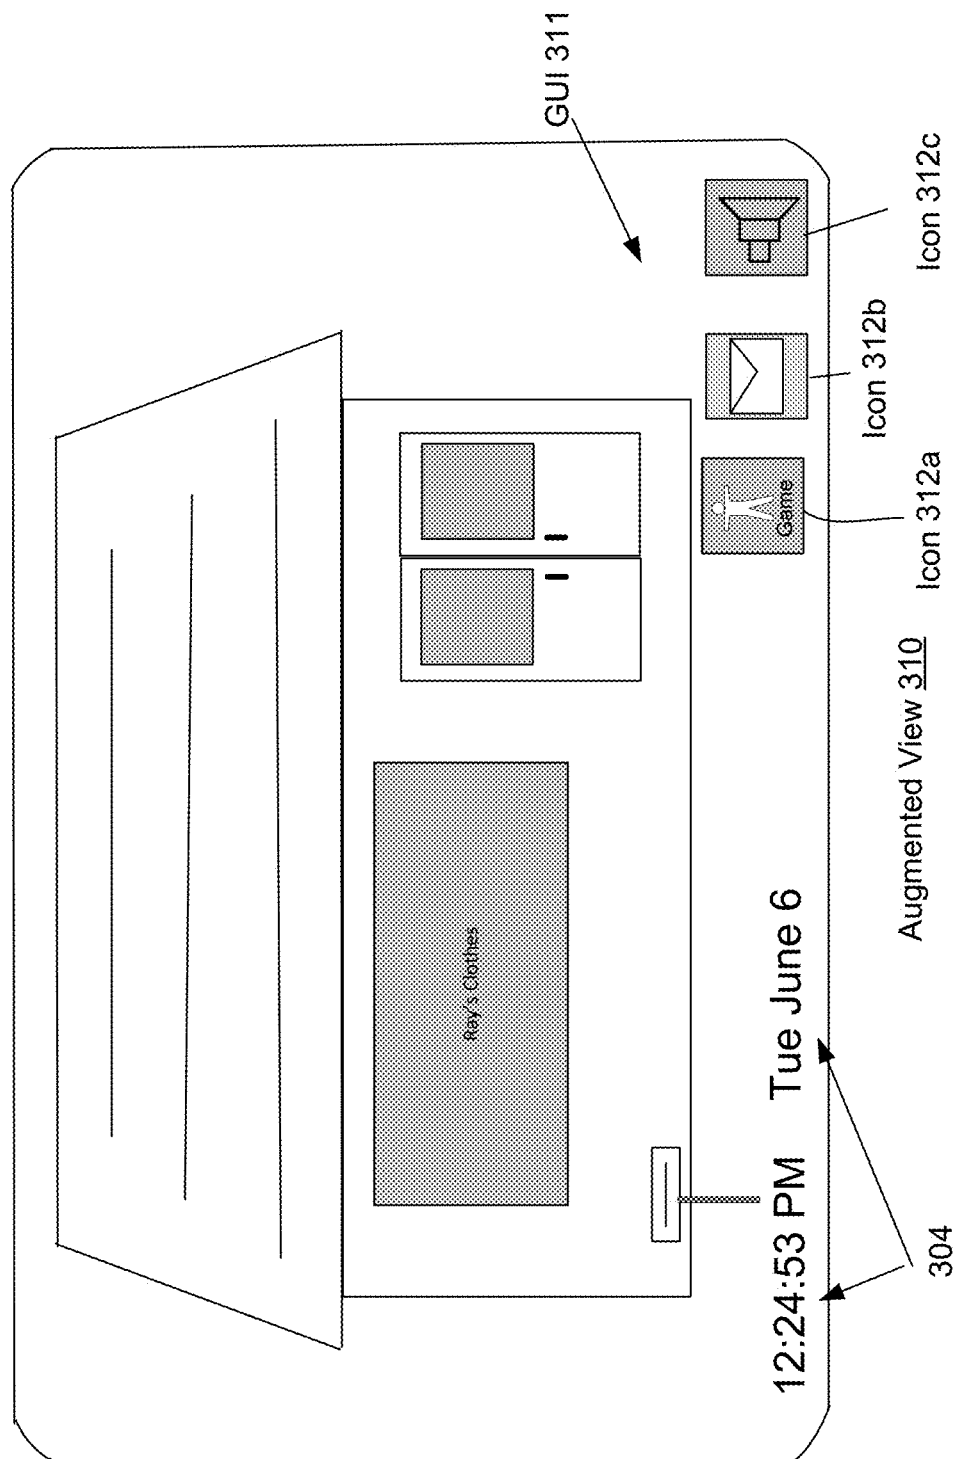 GUI 311
Ray's Clothes
Game
12:24:53 PM Tue June 6
Icon 312a
Icon 312b
Icon 312c
304
Augmented View 310